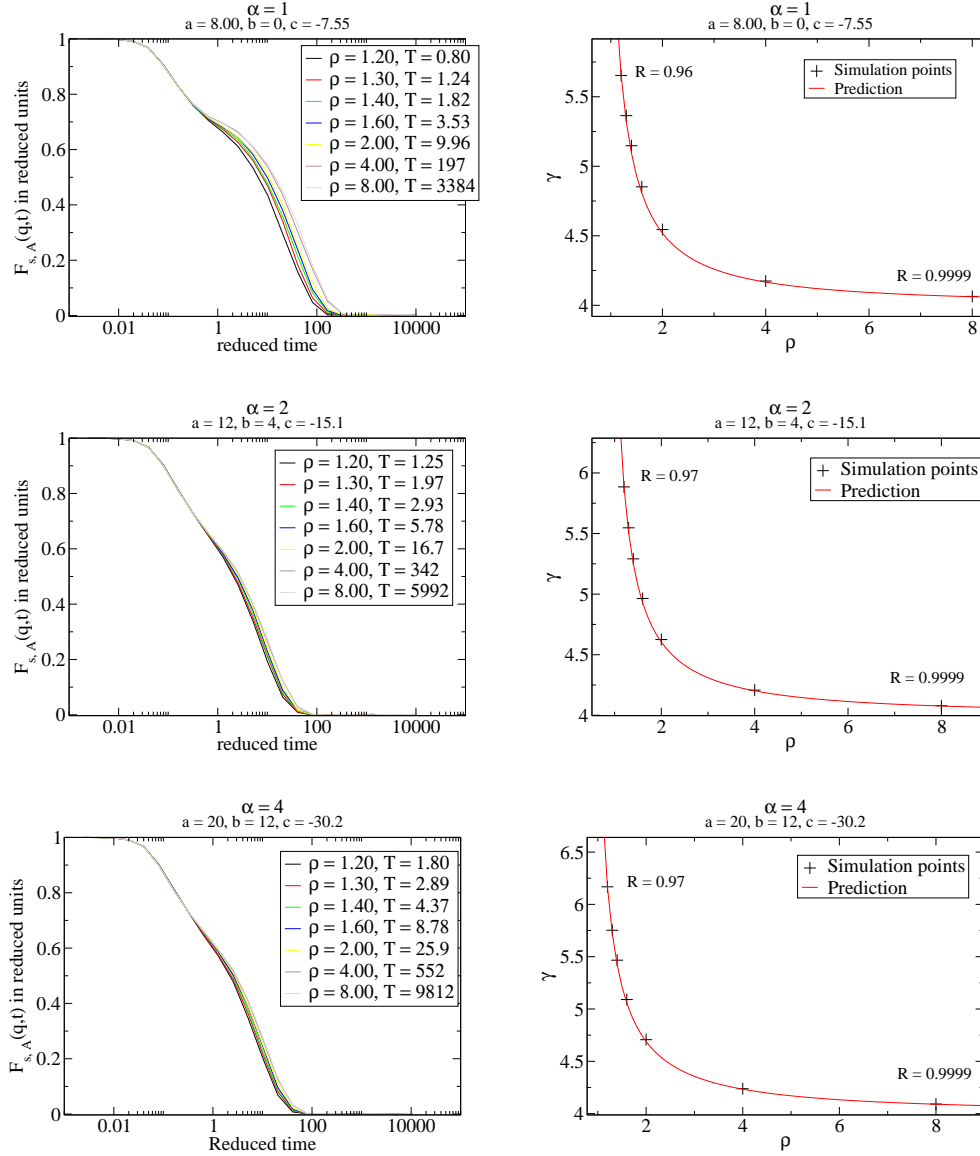 α = 1
a = 8.00, b = 0, c = -7.55
1
0.8
0.6
0.4
0.2
0
F_{s, A}(q,t) in reduced units
ρ = 1.20, T = 0.80
ρ = 1.30, T = 1.24
ρ = 1.40, T = 1.82
ρ = 1.60, T = 3.53
ρ = 2.00, T = 9.96
ρ = 4.00, T = 197
ρ = 8.00, T = 3384
0.01 1 100 10000
reduced time
α = 1
a = 8.00, b = 0, c = -7.55
5.5
5
4.5
4
γ
R = 0.96
Simulation points
Prediction
R = 0.9999
2 4 6 8
ρ
α = 2
a = 12, b = 4, c = -15.1
1
0.8
0.6
0.4
0.2
0
F_{s, A}(q,t) in reduced units
ρ = 1.20, T = 1.25
ρ = 1.30, T = 1.97
ρ = 1.40, T = 2.93
ρ = 1.60, T = 5.78
ρ = 2.00, T = 16.7
ρ = 4.00, T = 342
ρ = 8.00, T = 5992
0.01 1 100 10000
reduced time
α = 2
a = 12, b = 4, c = -15.1
6
5.5
5
4.5
4
γ
R = 0.97
Simulation points
Prediction
R = 0.9999
2 4 6 8
ρ
α = 4
a = 20, b = 12, c = -30.2
1
0.8
0.6
0.4
0.2
0
F_{s, A}(q,t) in reduced units
ρ = 1.20, T = 1.80
ρ = 1.30, T = 2.89
ρ = 1.40, T = 4.37
ρ = 1.60, T = 8.78
ρ = 2.00, T = 25.9
ρ = 4.00, T = 552
ρ = 8.00, T = 9812
0.01 1 100 10000
Reduced time
α = 4
a = 20, b = 12, c = -30.2
6.5
6
5.5
5
4.5
4
γ
R = 0.97
Simulation points
Prediction
R = 0.9999
2 4 6 8
ρ